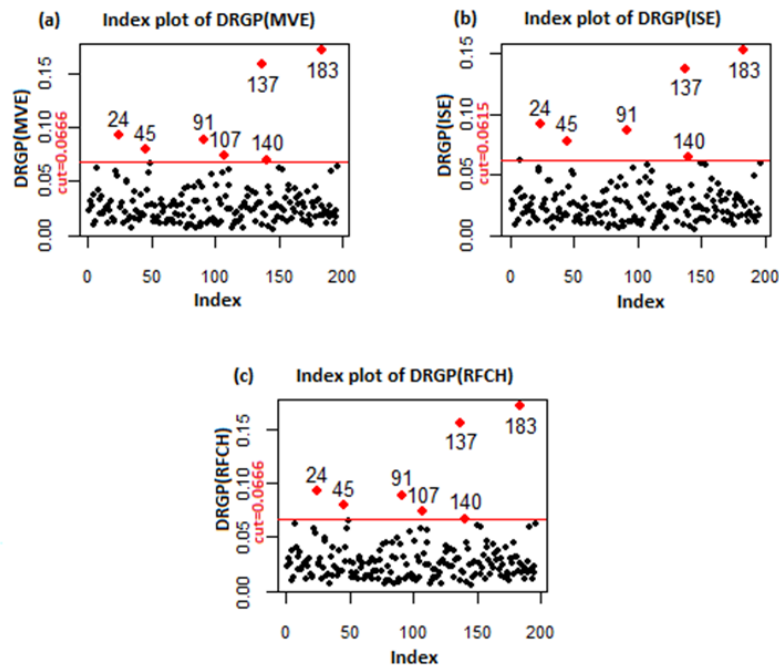 (a) Index plot of DRGP(MVE)
DRGP(MVE)
cut=0.0666
0.00 0.05 0.10 0.15
24 45 91 107 137 140 183
0 50 100 150 200
Index
(b) Index plot of DRGP(ISE)
DRGP(ISE)
cut=0.0615
0.00 0.05 0.10 0.15
24 45 91 137 140 183
0 50 100 150 200
Index
(c) Index plot of DRGP(RFCH)
DRGP(RFCH)
cut=0.0666
0.00 0.05 0.10 0.15
24 45 91 107 137 140 183
0 50 100 150 200
Index